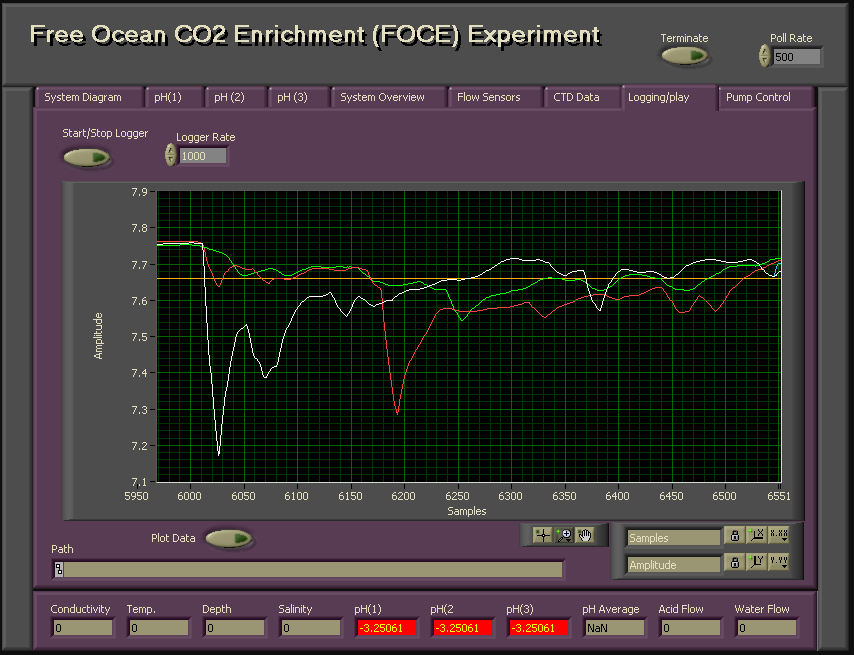 Free Ocean CO2 Enrichment (FOCE) Experiment
Terminate
Poll Rate
500
System Diagram pH(1) pH (2) pH (3) System Overview Flow Sensors CTD Data Logging/play Pump Control
Start/Stop Logger
Logger Rate
1000
7.9
7.8
7.7
7.6
7.5
7.4
7.3
7.2
7.1
Amplitude
5950 6000 6050 6100 6150 6200 6250 6300 6350 6400 6450 6500 6551
Samples
Plot Data
Path
Samples
X.XX
Amplitude
Y.YY
Conductivity Temp. Depth Salinity pH(1) pH(2 pH(3) pH Average Acid Flow Water Flow
0 0 0 0 -3.25061 -3.25061 -3.25061 NaN 0 0